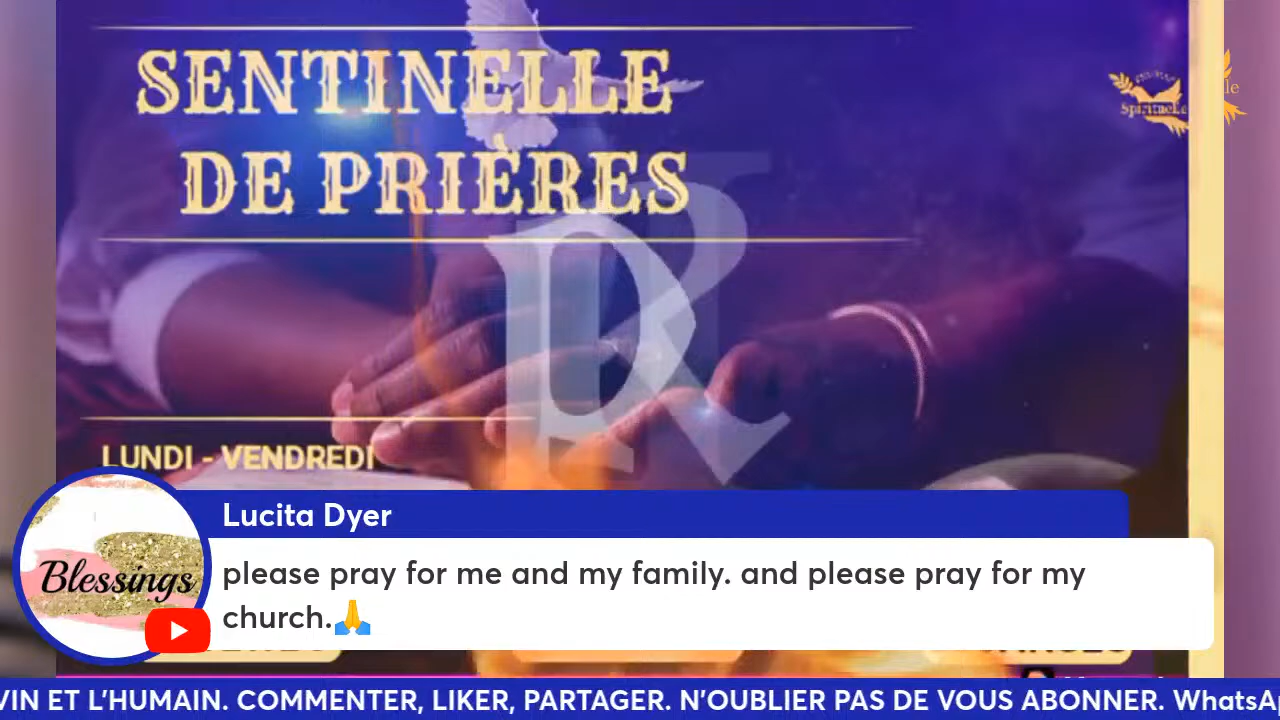 SENTINELLE
DE PRIÈRES
Spirituelle
LUNDI - VENDREDI
Lucita Dyer
please pray for me and my family. and please pray for my
church.🙏
Blessings
VIN ET L'HUMAIN. COMMENTER, LIKER, PARTAGER. N'OUBLIER PAS DE VOUS ABONNER. WhatsAp